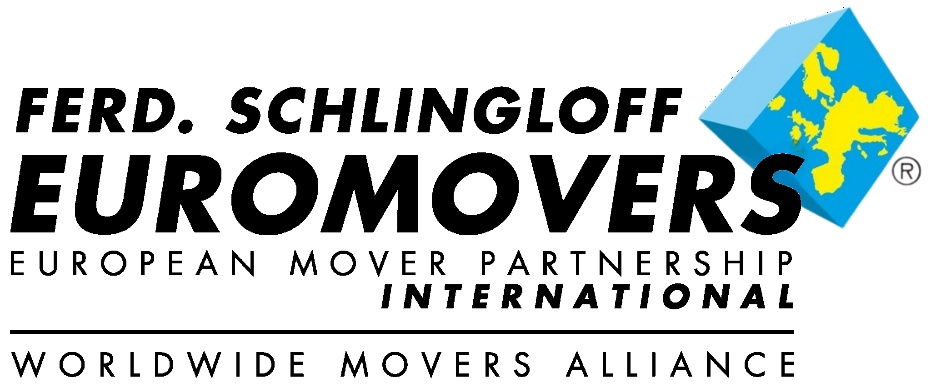 FERD. SCHLINGLOFF
EUROMOVERS
®
EUROPEAN MOVER PARTNERSHIP
INTERNATIONAL
WORLDWIDE MOVERS ALLIANCE